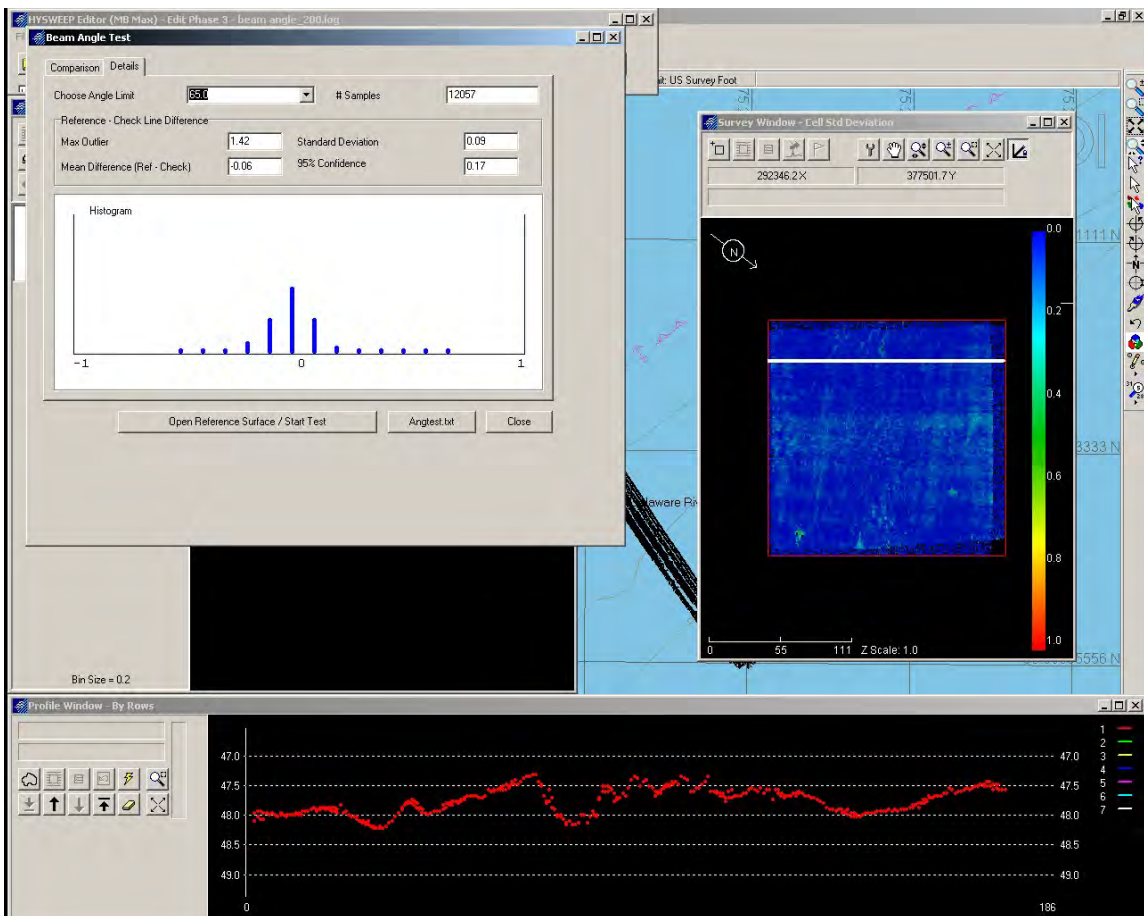 HYSWEEP Editor (MB Max) - Edit Phase 3 - beam angle_200.log
Beam Angle Test
Comparison Details
Choose Angle Limit 65.0 # Samples 12057
Reference - Check Line Difference
Max Outlier 1.42 Standard Deviation 0.09
Mean Difference (Ref - Check) -0.06 95% Confidence 0.17
Histogram
-1 0 1
Open Reference Surface / Start Test Angtest.txt Close
Bin Size = 0.2
it: US Survey Foot
Survey Window - Cell Std Deviation
292346.2 X 377501.7 Y
N
0.0
0.2
0.4
0.6
0.8
1.0
0 55 111 Z Scale: 1.0
1111 N
3333 N
5556 N
laware Riv
Profile Window - By Rows
47.0 47.0
47.5 47.5
48.0 48.0
48.5 48.5
49.0 49.0
0 186
1
2
3
4
5
6
7